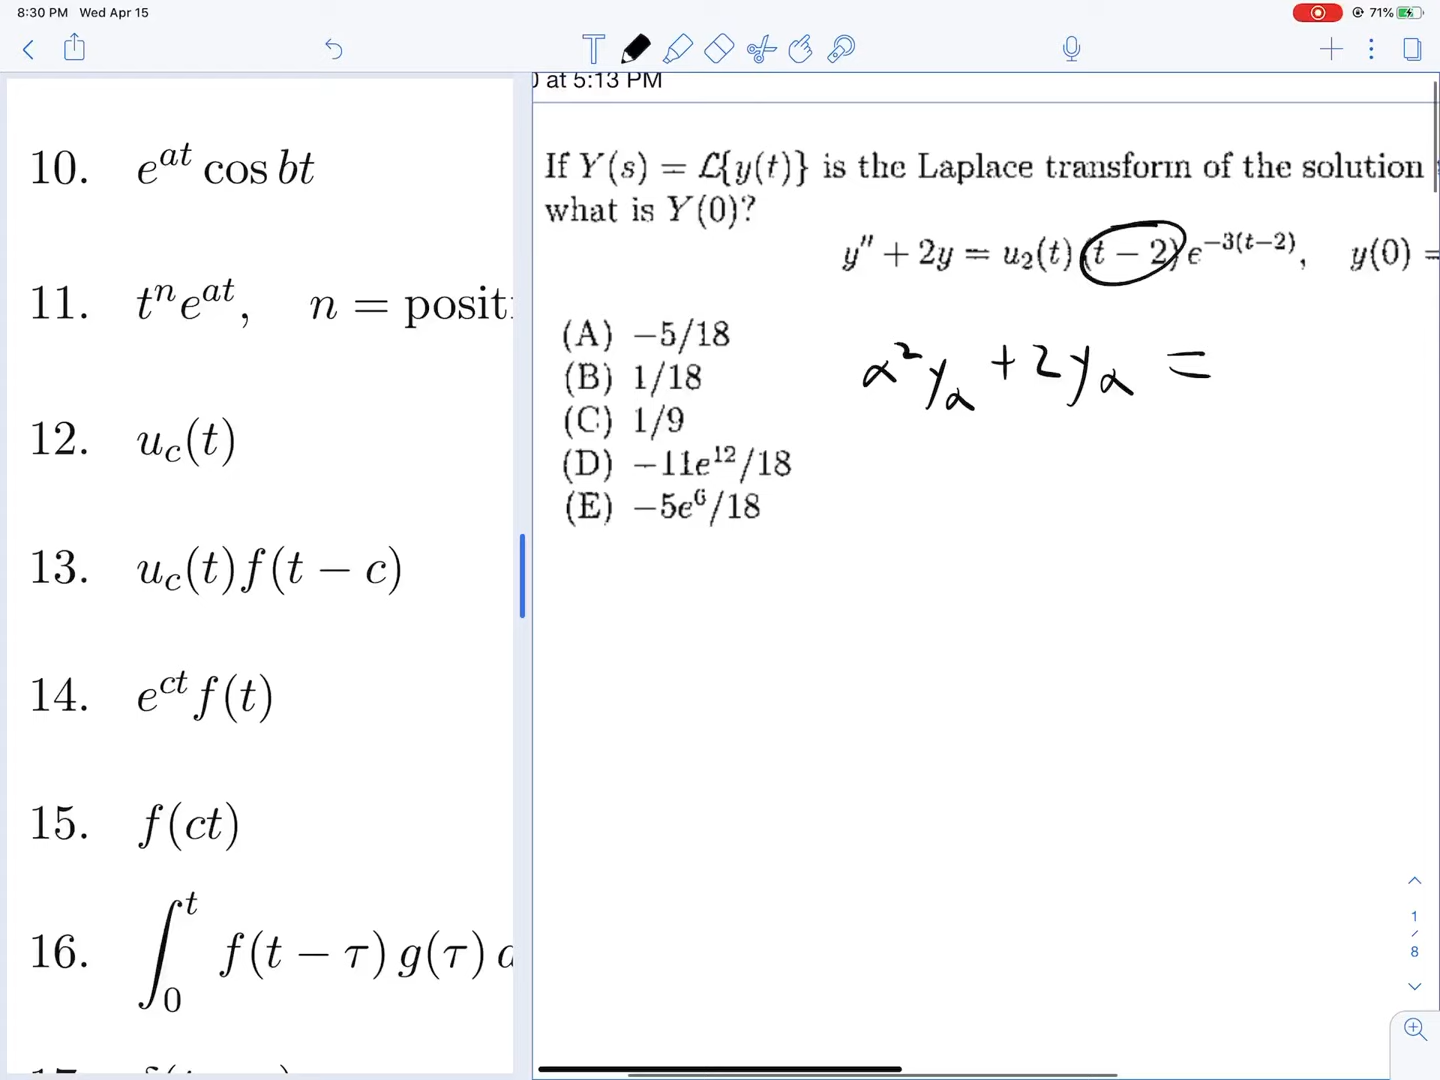 8:30 PM Wed Apr 15
71%
at 5:13 PM
10. e^{at} cos bt
11. t^n e^{at}, n =
12. u_c(t)
13. u_c(t)f(t − c)
14. e^{ct}f(t)
15. f(ct)
16. ∫_0^t f(t − τ) g(τ)
If Y(s) = ℒ{y(t)} is the Laplace transform of the solution
what is Y(0)?
y″ + 2y = u_2(t)(t − 2)e^{−3(t−2)}, y(0) =
(A) −5/18
(B) 1/18
(C) 1/9
(D) −11e^{12}/18
(E) −5e^6/18
α² y_α + 2y_α =
1
/
8